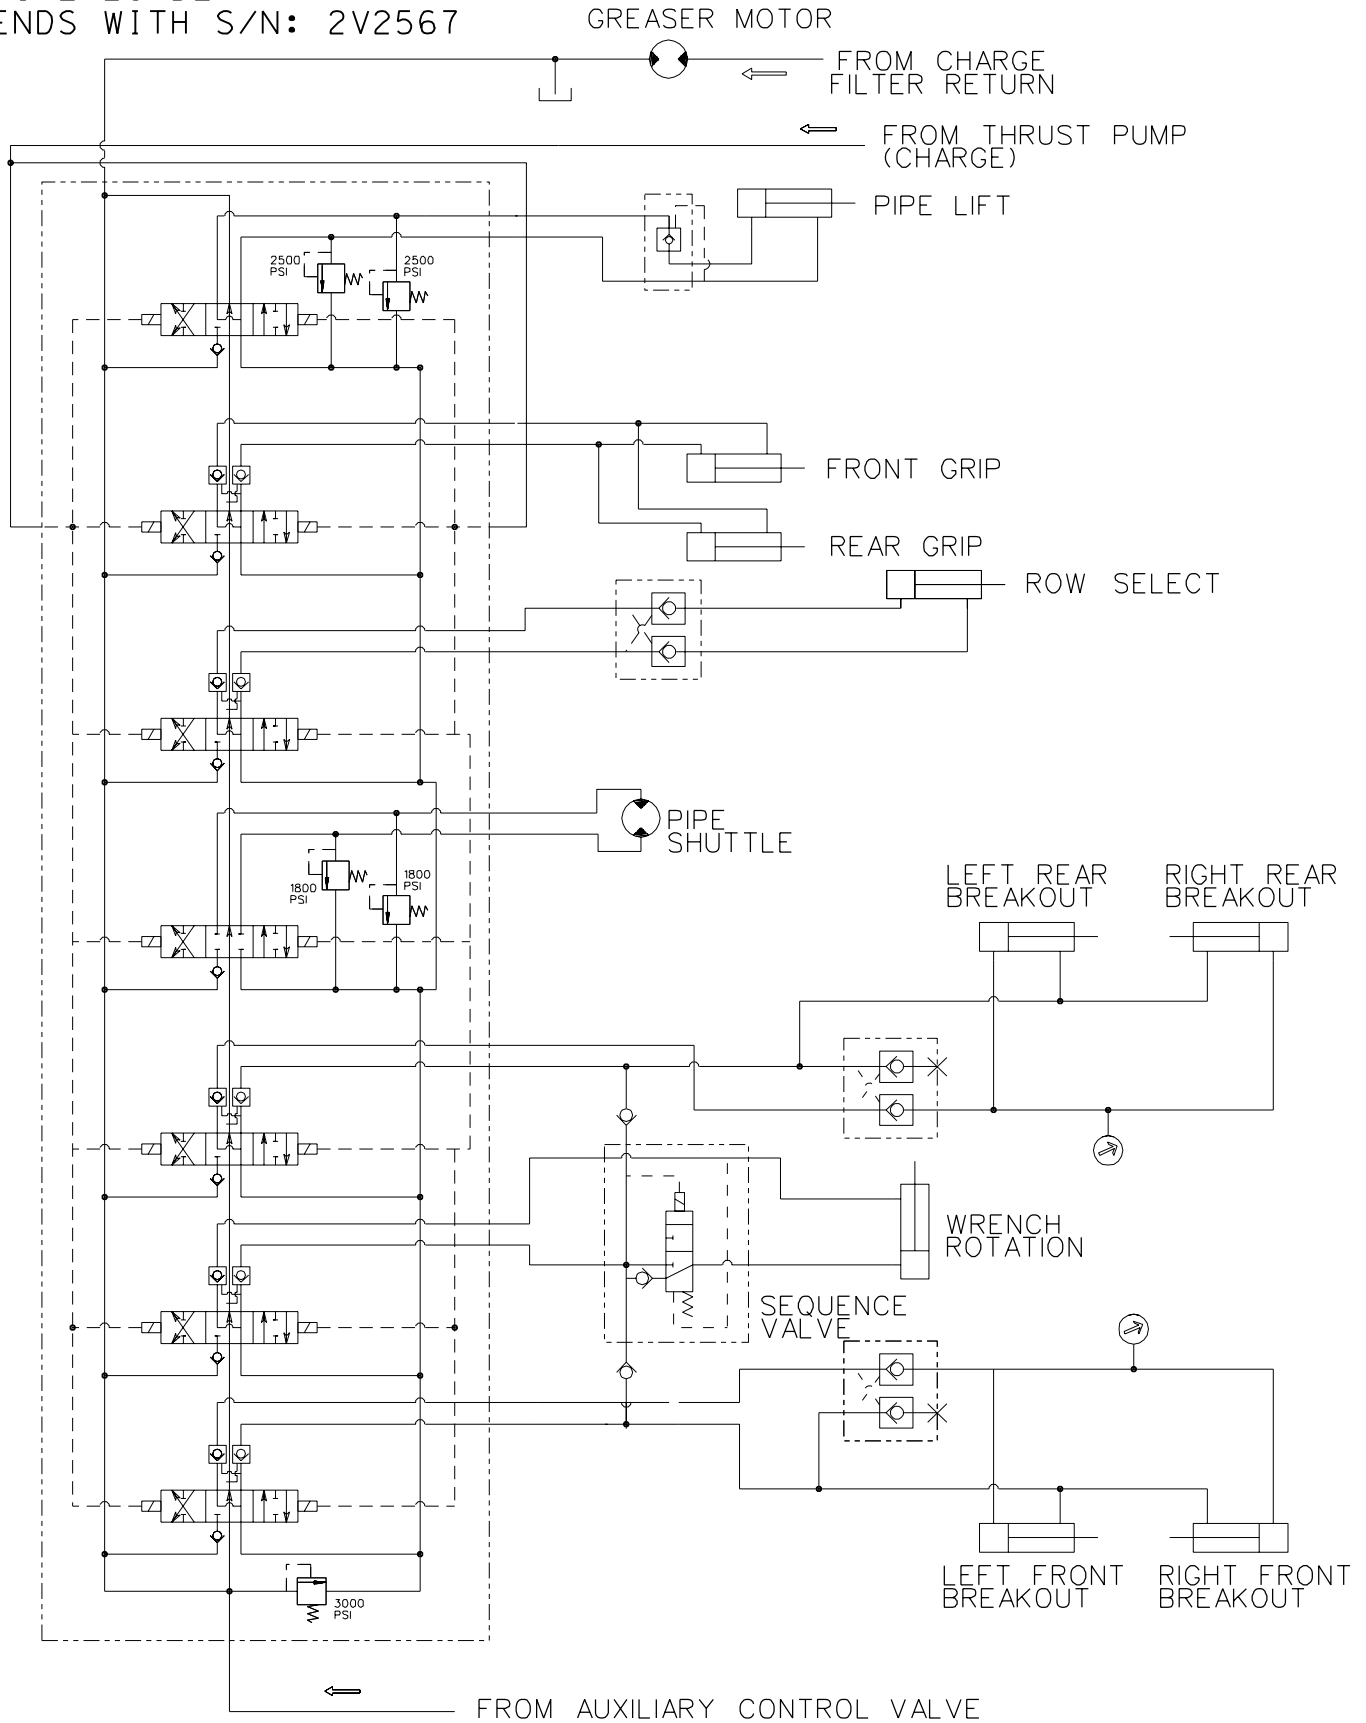 ENDS WITH S/N: 2V2567
GREASER MOTOR
FROM CHARGE
FILTER RETURN
FROM THRUST PUMP
(CHARGE)
PIPE LIFT
2500
PSI
2500
PSI
FRONT GRIP
REAR GRIP
ROW SELECT
PIPE
SHUTTLE
1800
PSI
1800
PSI
LEFT REAR
BREAKOUT
RIGHT REAR
BREAKOUT
WRENCH
ROTATION
SEQUENCE
VALVE
LEFT FRONT
BREAKOUT
RIGHT FRONT
BREAKOUT
3000
PSI
FROM AUXILIARY CONTROL VALVE